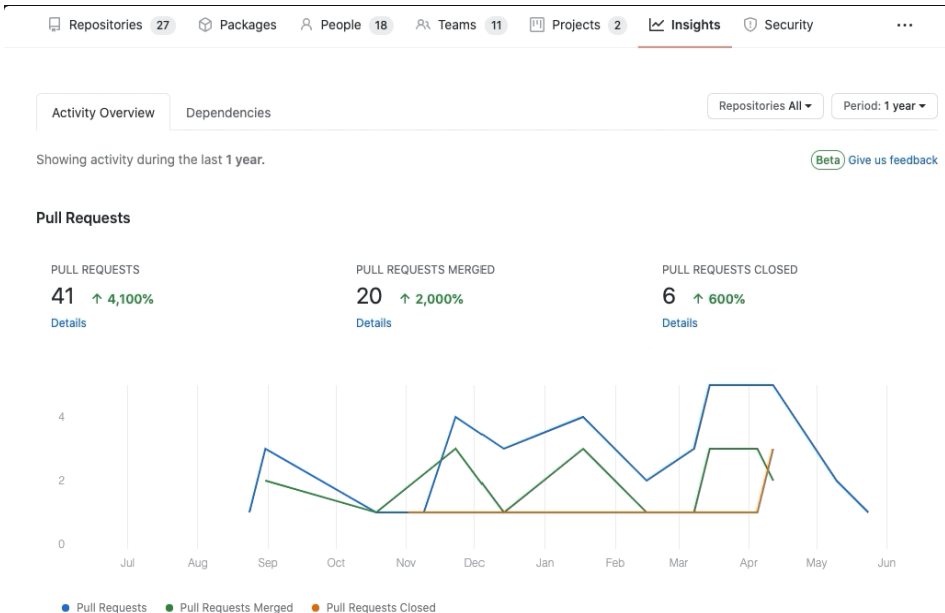 Repositories 27 Packages People 18 Teams 11 Projects 2 Insights Security ...
Activity Overview Dependencies Repositories All Period: 1 year
Showing activity during the last 1 year. Beta Give us feedback
Pull Requests
PULL REQUESTS PULL REQUESTS MERGED PULL REQUESTS CLOSED
41 ↑ 4,100% 20 ↑ 2,000% 6 ↑ 600%
Details Details Details
4
2
0
Jul Aug Sep Oct Nov Dec Jan Feb Mar Apr May Jun
Pull Requests Pull Requests Merged Pull Requests Closed